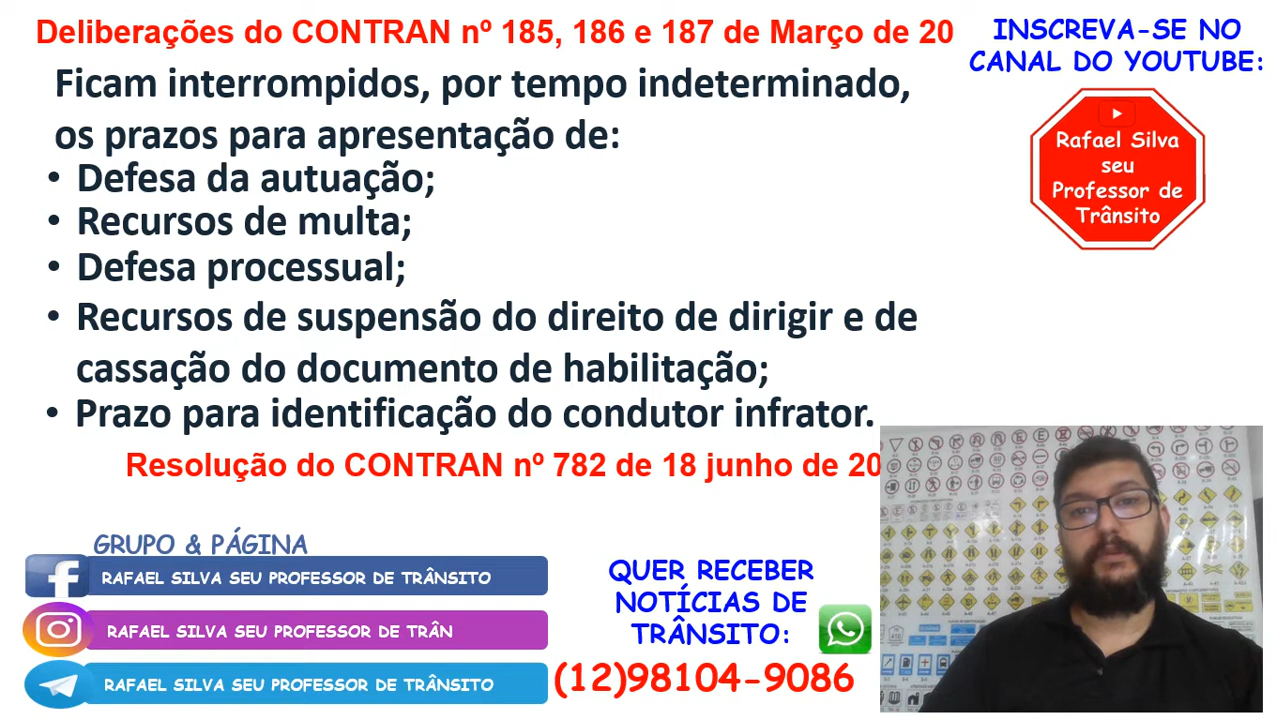 Deliberações do CONTRAN nº 185, 186 e 187 de Março de 20
INSCREVA-SE NO
CANAL DO YOUTUBE:
Ficam interrompidos, por tempo indeterminado,
os prazos para apresentação de:
• Defesa da autuação;
• Recursos de multa;
• Defesa processual;
• Recursos de suspensão do direito de dirigir e de
cassação do documento de habilitação;
• Prazo para identificação do condutor infrator.
Rafael Silva
seu
Professor de
Trânsito
Resolução do CONTRAN nº 782 de 18 junho de 20
GRUPO & PÁGINA
RAFAEL SILVA SEU PROFESSOR DE TRÂNSITO
RAFAEL SILVA SEU PROFESSOR DE TRÂN
RAFAEL SILVA SEU PROFESSOR DE TRÂNSITO
QUER RECEBER
NOTÍCIAS DE
TRÂNSITO:
(12)98104-9086